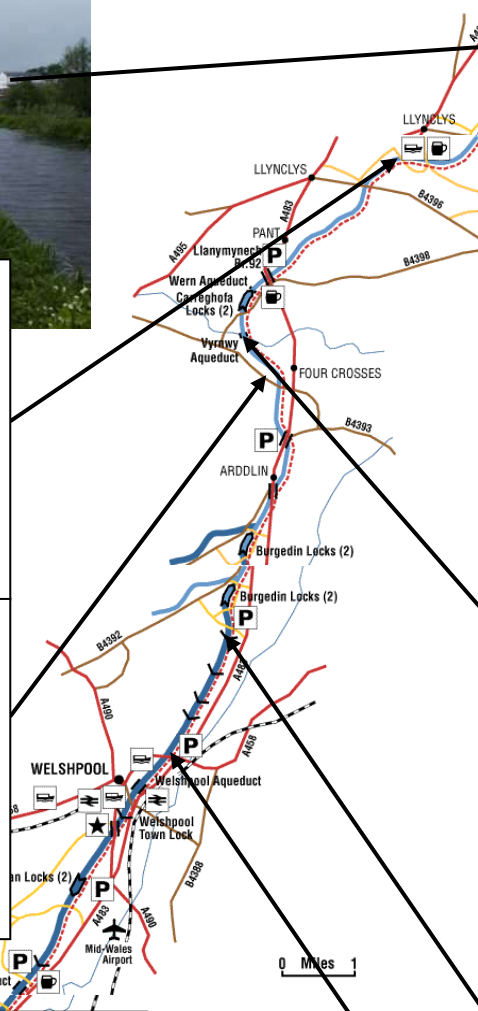 LLYNCLYS
LLYNCLYS
A483
B4396
PANT
A495
Llanymynech
Br.92
P
B4398
Wern Aqueduct
Carreghofa
Locks (2)
Vyrnwy
Aqueduct
FOUR CROSSES
P
B4393
ARDDLIN
Burgedin Locks (2)
Burgedin Locks (2)
P
B4392
A483
A490
P
A458
WELSHPOOL
Welshpool Aqueduct
Welshpool
Town Lock
B4388
an Locks (2)
P
A483
A490
Mid-Wales
Airport
P
0 Miles 1